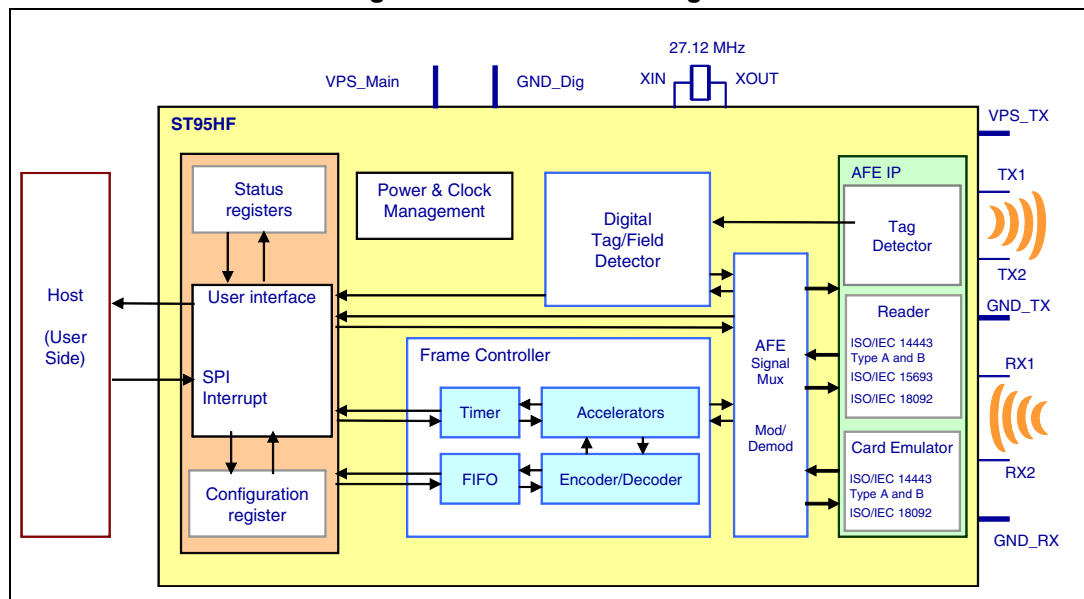 27.12 MHz
VPS_Main
GND_Dig
XIN
XOUT
ST95HF
VPS_TX
Host
(User
Side)
Status
registers
User interface
SPI
Interrupt
Configuration
register
Power & Clock
Management
Digital
Tag/Field
Detector
Frame Controller
Timer
Accelerators
FIFO
Encoder/Decoder
AFE
Signal
Mux
Mod/
Demod
AFE IP
Tag
Detector
Reader
ISO/IEC 14443
Type A and B
ISO/IEC 15693
ISO/IEC 18092
Card Emulator
ISO/IEC 14443
Type A and B
ISO/IEC 18092
TX1
TX2
GND_TX
RX1
RX2
GND_RX